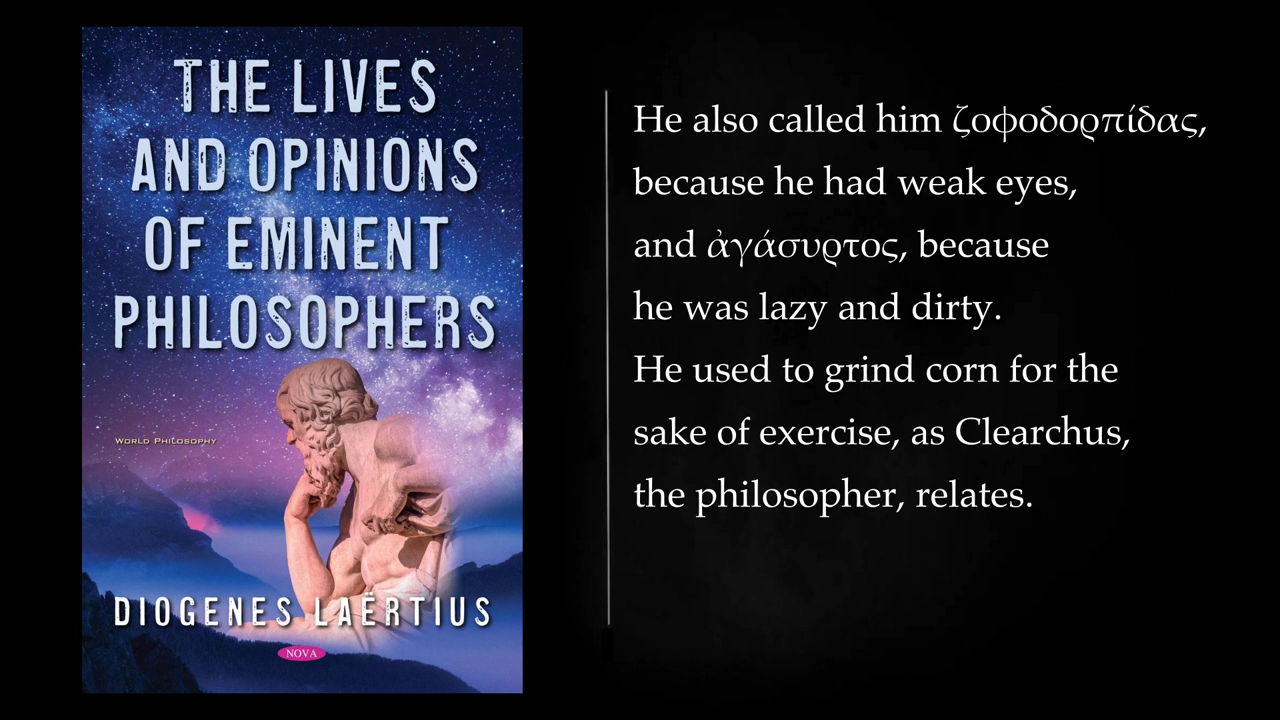 THE LIVES
AND OPINIONS
OF EMINENT
PHILOSOPHERS
WORLD PHILOSOPHY
DIOGENES LAËRTIUS
NOVA
He also called him ζοφοδορπίδας,
because he had weak eyes,
and ἀγάσυρτος, because
he was lazy and dirty.
He used to grind corn for the
sake of exercise, as Clearchus,
the philosopher, relates.